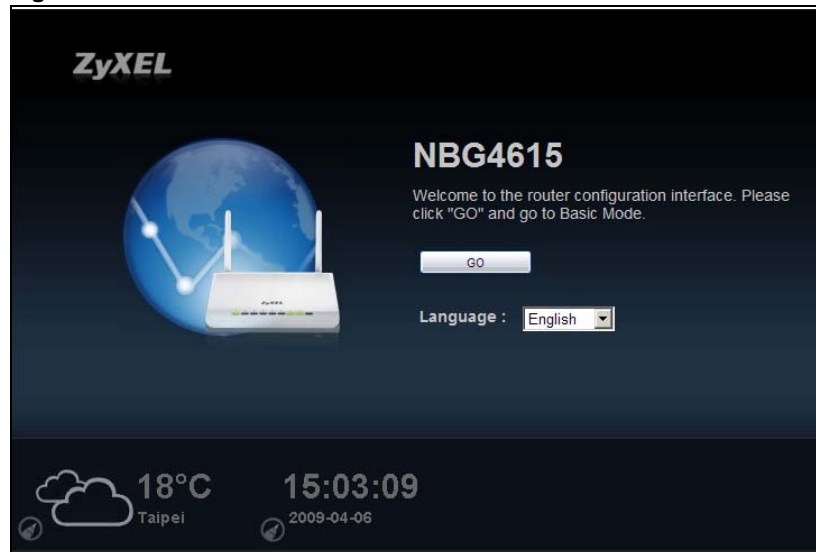 ZyXEL
NBG4615
Welcome to the router configuration interface. Please
click "GO" and go to Basic Mode.
GO
Language :
English
ZyXEL
18°C
Taipei
15:03:09
2009-04-06